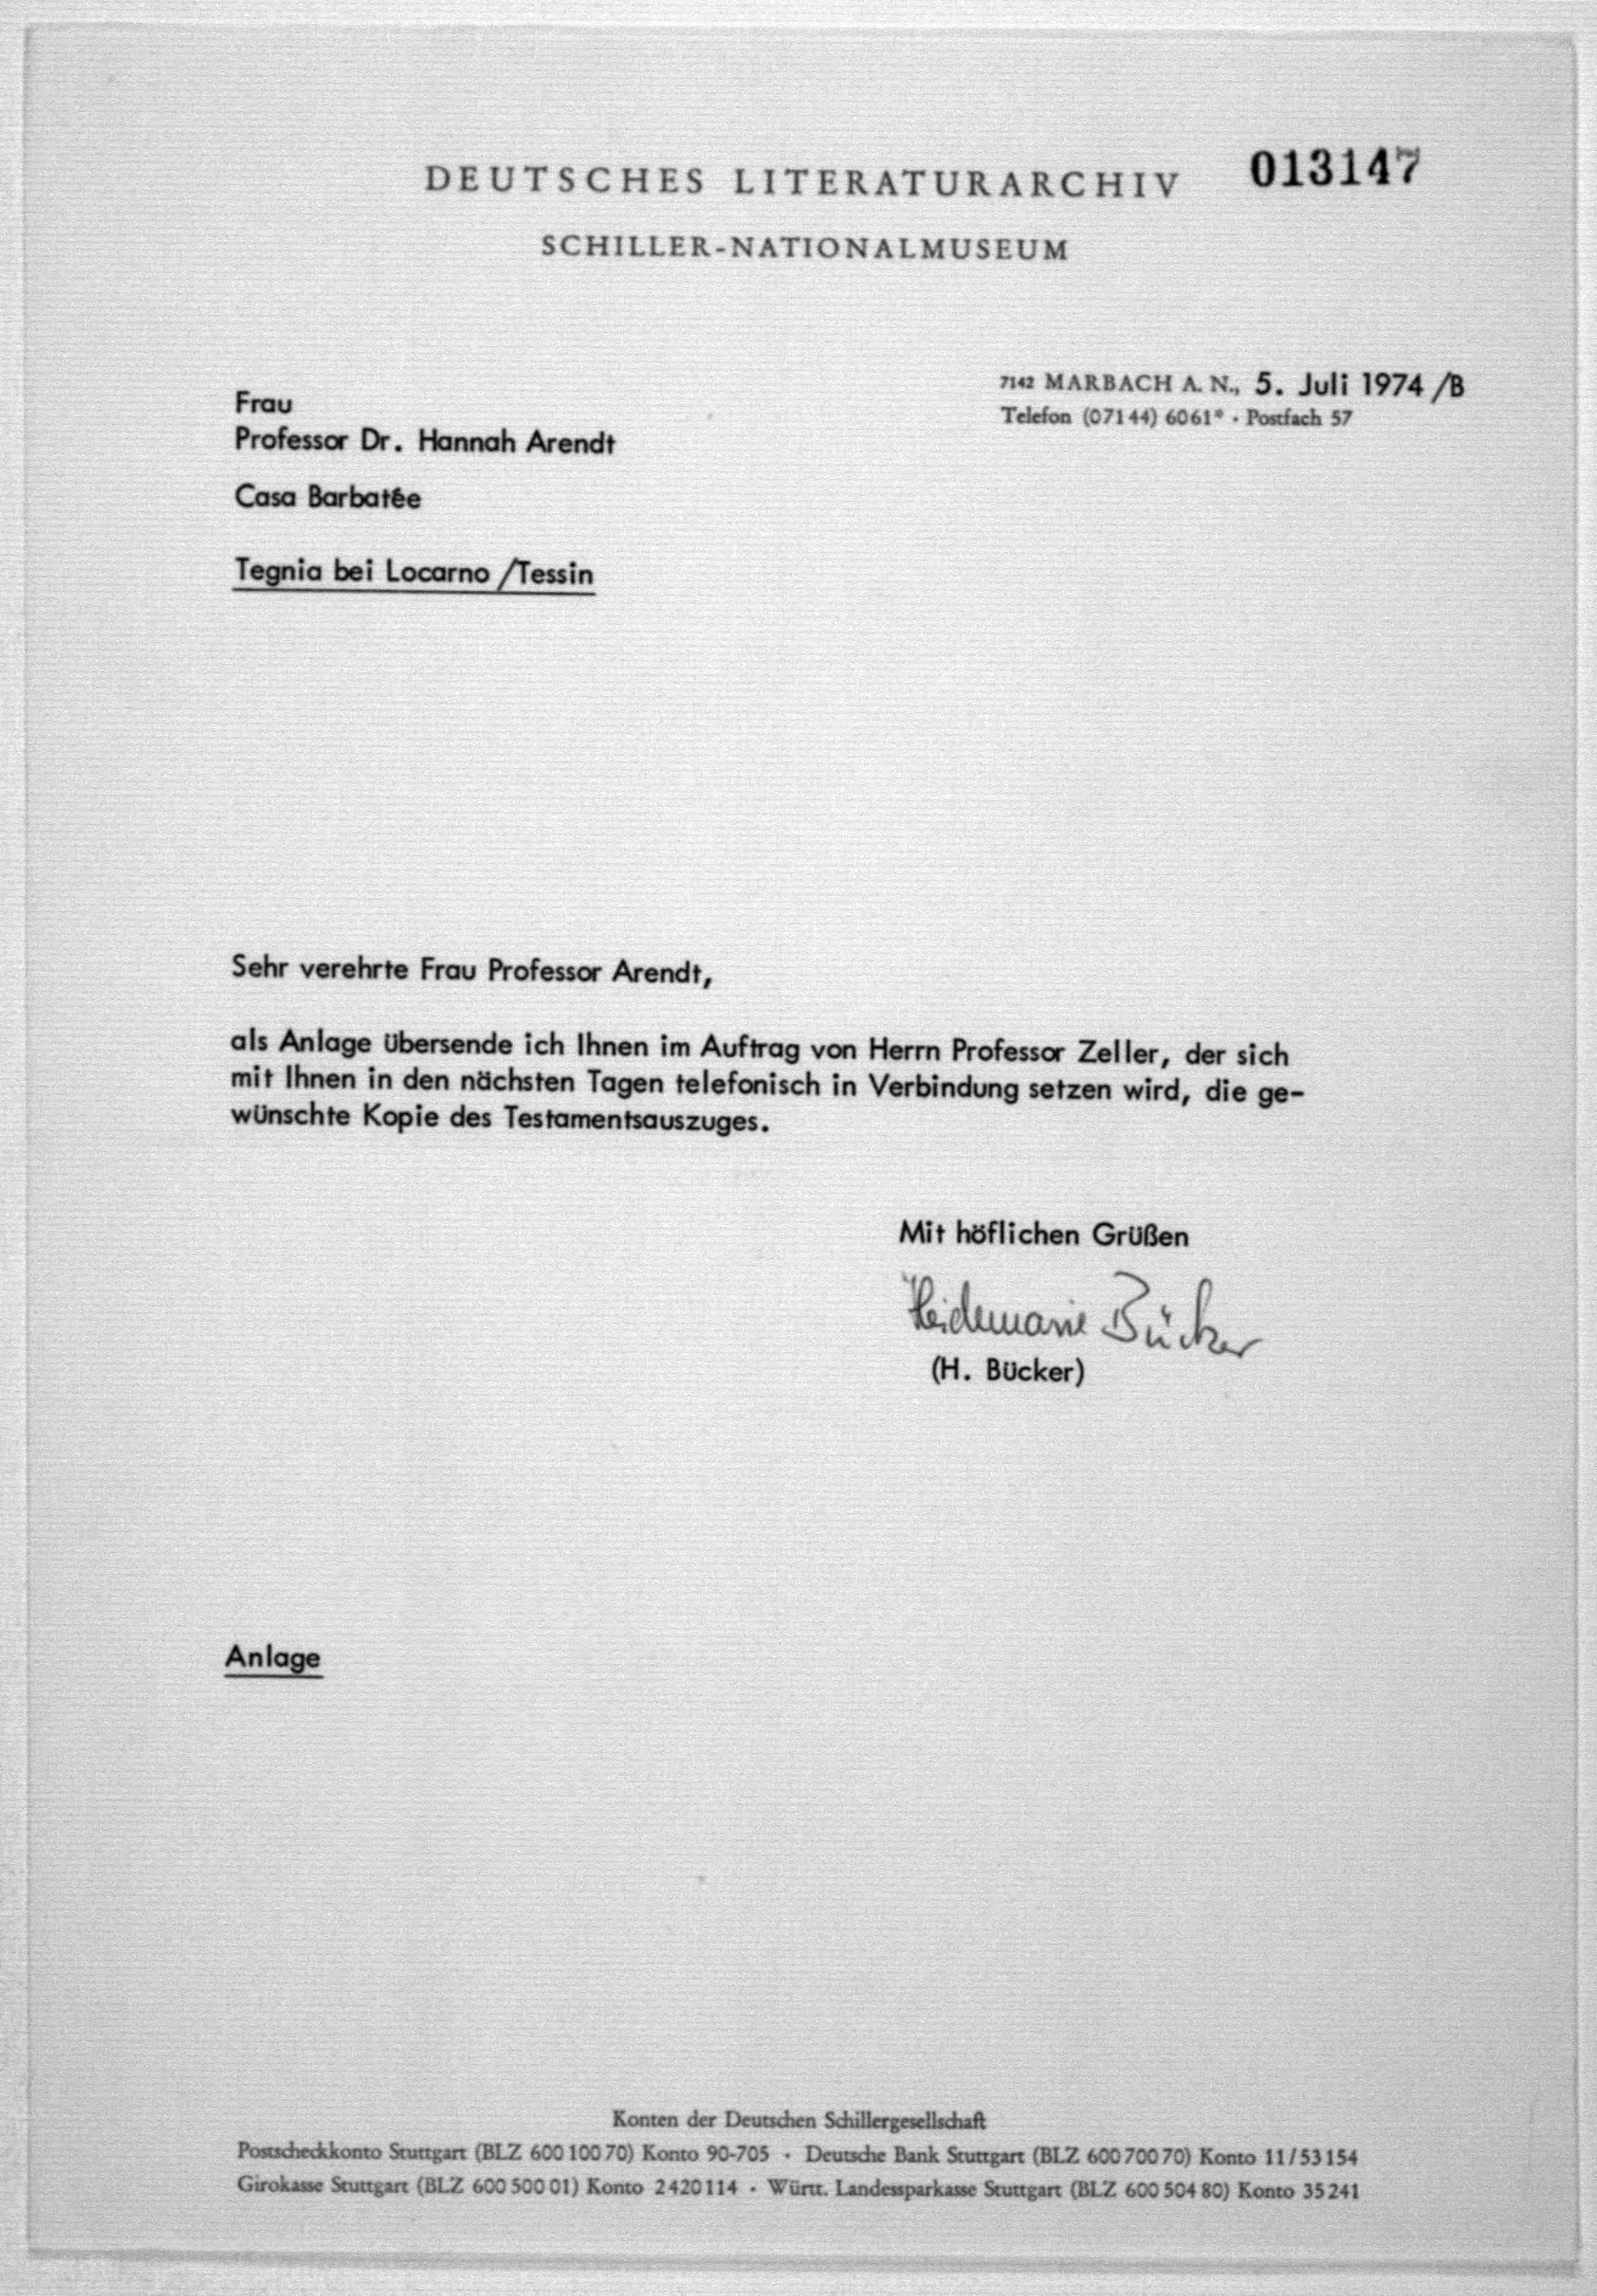 DEUTSCHES LITERATURARCHIV
013147
SCHILLER-NATIONALMUSEUM
7142 MARBACH A. N., 5. Juli 1974 /B
Telefon (07144) 6061* · Postfach 57
Frau
Professor Dr. Hannah Arendt
Casa Barbatée
Tegnia bei Locarno /Tessin
Sehr verehrte Frau Professor Arendt,
als Anlage übersende ich Ihnen im Auftrag von Herrn Professor Zeller, der sich
mit Ihnen in den nächsten Tagen telefonisch in Verbindung setzen wird, die ge-
wünschte Kopie des Testamentsauszuges.
Mit höflichen Grüßen
Heidemarie Bücker
(H. Bücker)
Anlage
Konten der Deutschen Schillergesellschaft
Postscheckkonto Stuttgart (BLZ 600 100 70) Konto 90-705 · Deutsche Bank Stuttgart (BLZ 600 700 70) Konto 11/53 154
Girokasse Stuttgart (BLZ 600 500 01) Konto 2 420 114 · Württ. Landessparkasse Stuttgart (BLZ 600 504 80) Konto 35 241